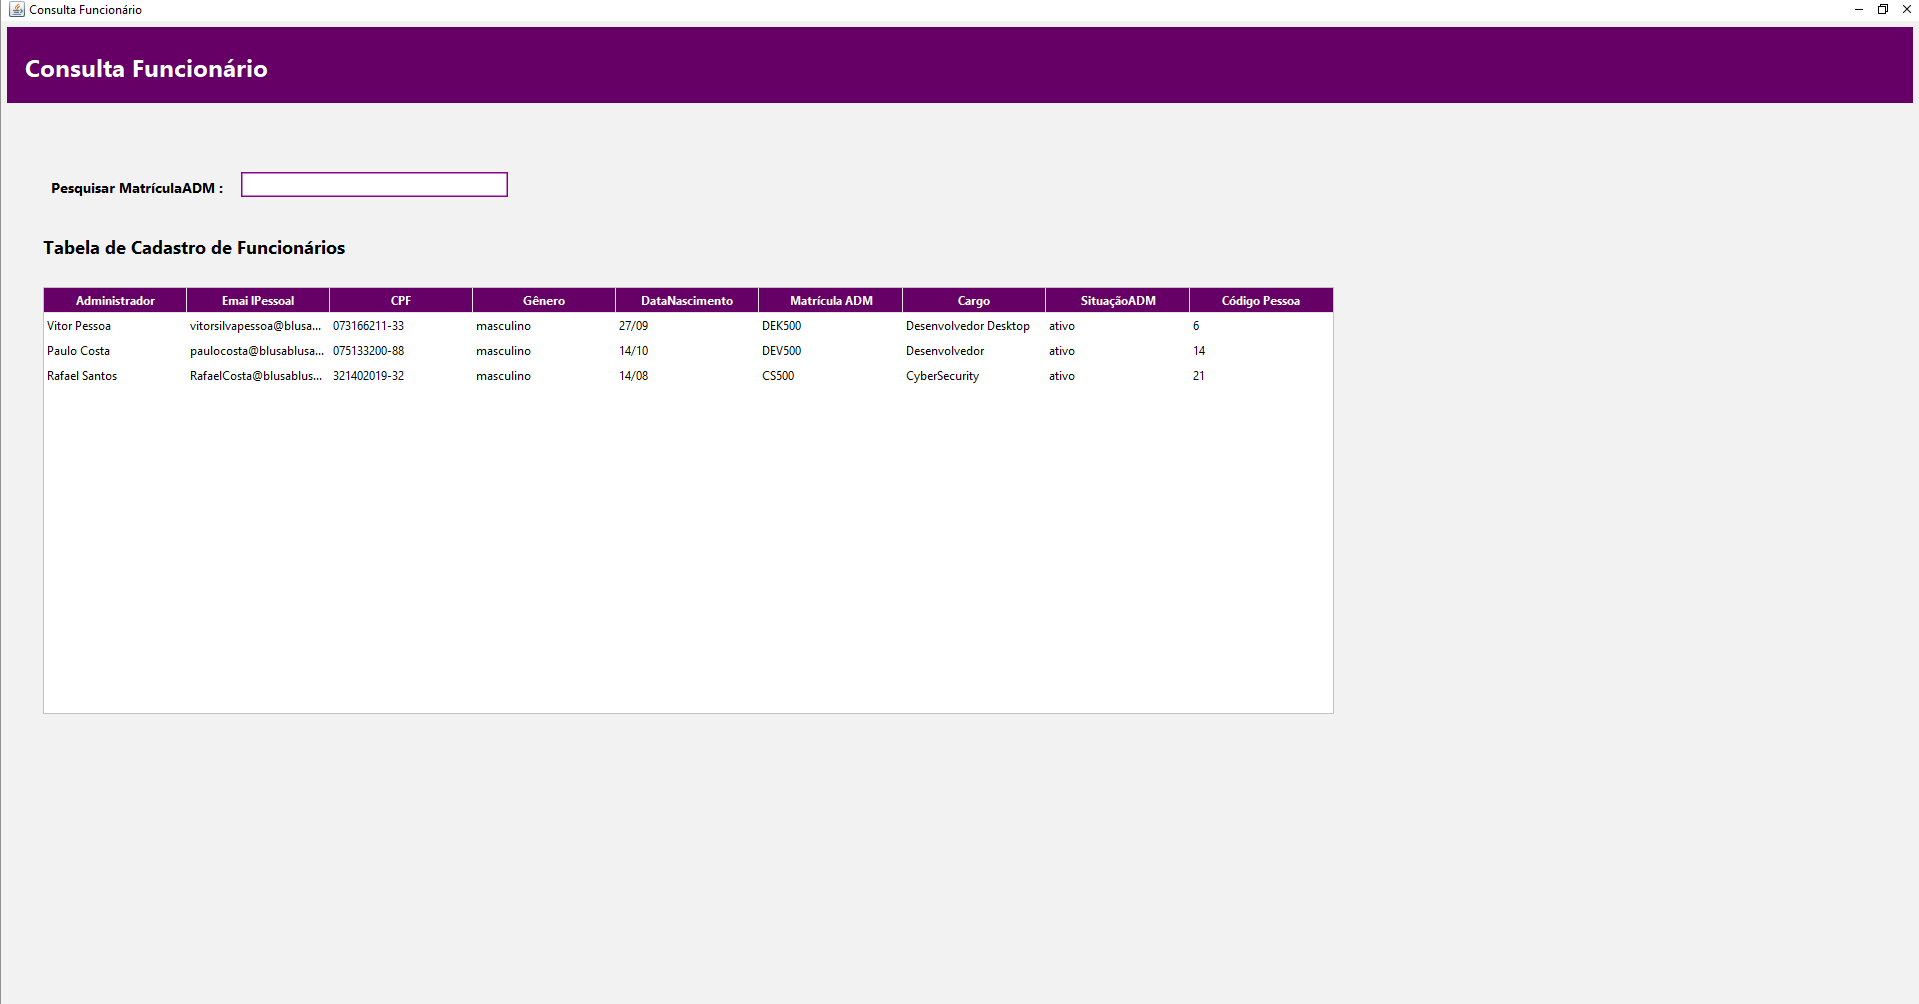 Consulta Funcionário
Consulta Funcionário
Pesquisar MatrículaADM :
Tabela de Cadastro de Funcionários
Administrador Emai lPessoal CPF Gênero DataNascimento Matrícula ADM Cargo SituaçãoADM Código Pessoa
Vitor Pessoa vitorsilvapessoa@blusa... 073166211-33 masculino 27/09 DEK500 Desenvolvedor Desktop ativo 6
Paulo Costa paulocosta@blusablusa... 075133200-88 masculino 14/10 DEV500 Desenvolvedor ativo 14
Rafael Santos RafaelCosta@blusablus... 321402019-32 masculino 14/08 CS500 CyberSecurity ativo 21